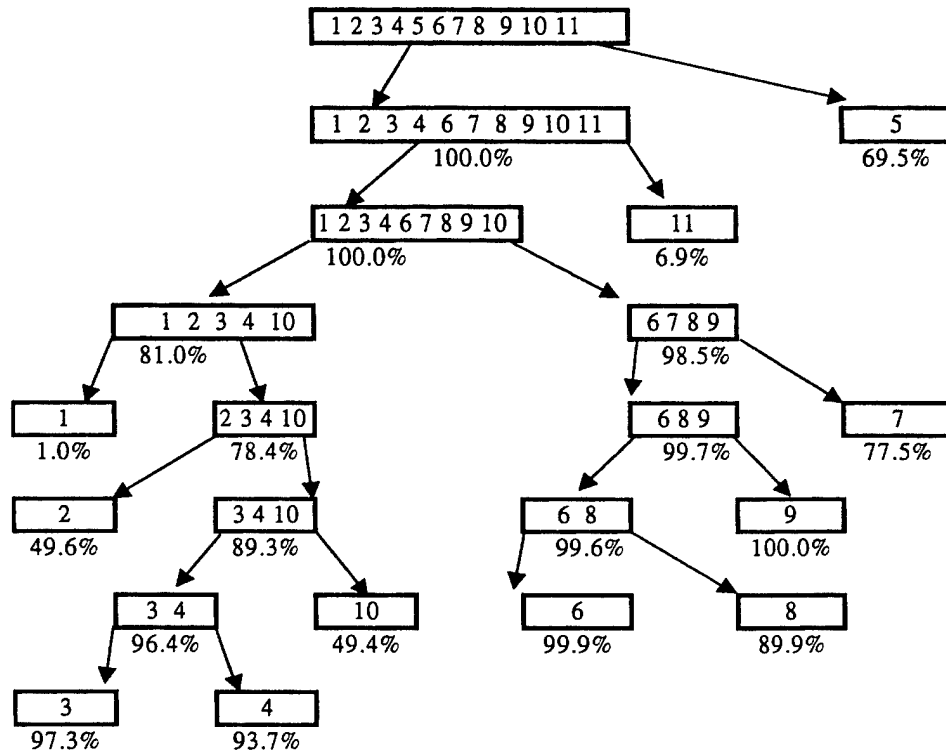 1 2 3 4 5 6 7 8 9 10 11
1 2 3 4 6 7 8 9 10 11 5
100.0% 69.5%
1 2 3 4 6 7 8 9 10 11
100.0% 6.9%
1 2 3 4 10 6 7 8 9
81.0% 98.5%
1 2 3 4 10 6 8 9 7
1.0% 78.4% 99.7% 77.5%
2 3 4 10 6 8 9
49.6% 89.3% 99.6% 100.0%
3 4 10 6 8
96.4% 49.4% 99.9% 89.9%
3 4
97.3% 93.7%